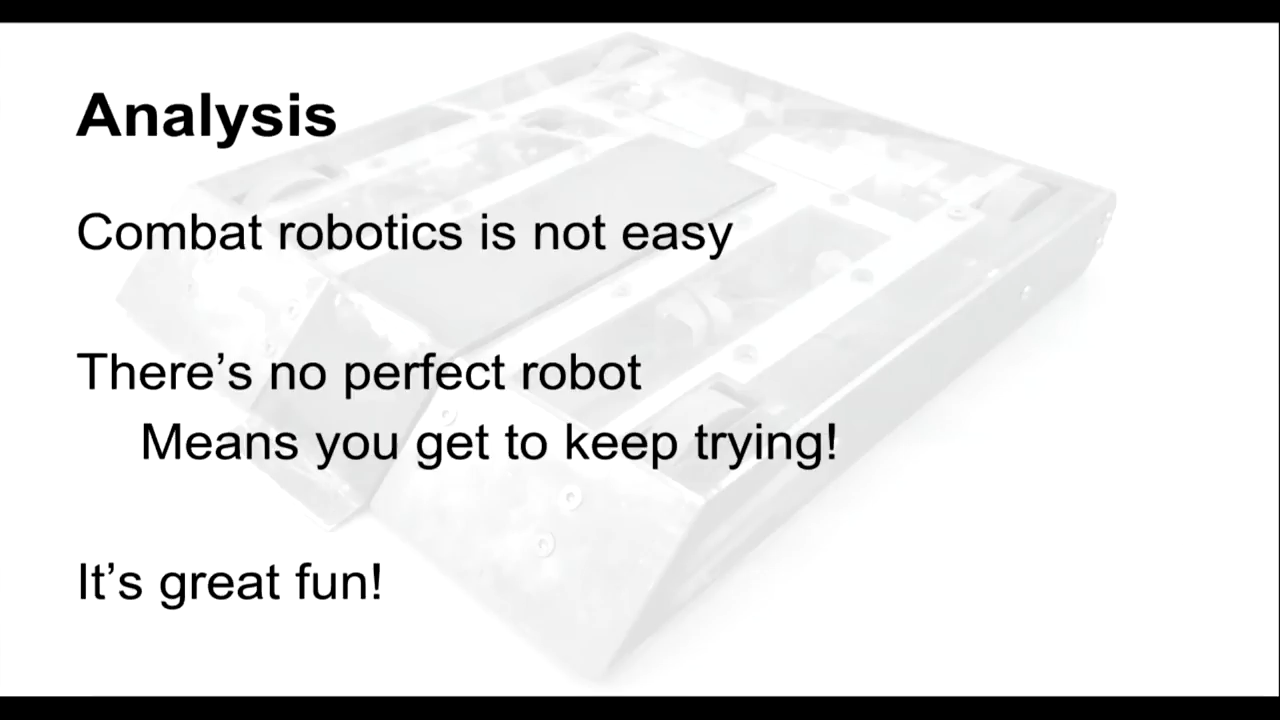 Analysis
Combat robotics is not easy
There’s no perfect robot
Means you get to keep trying!
It’s great fun!